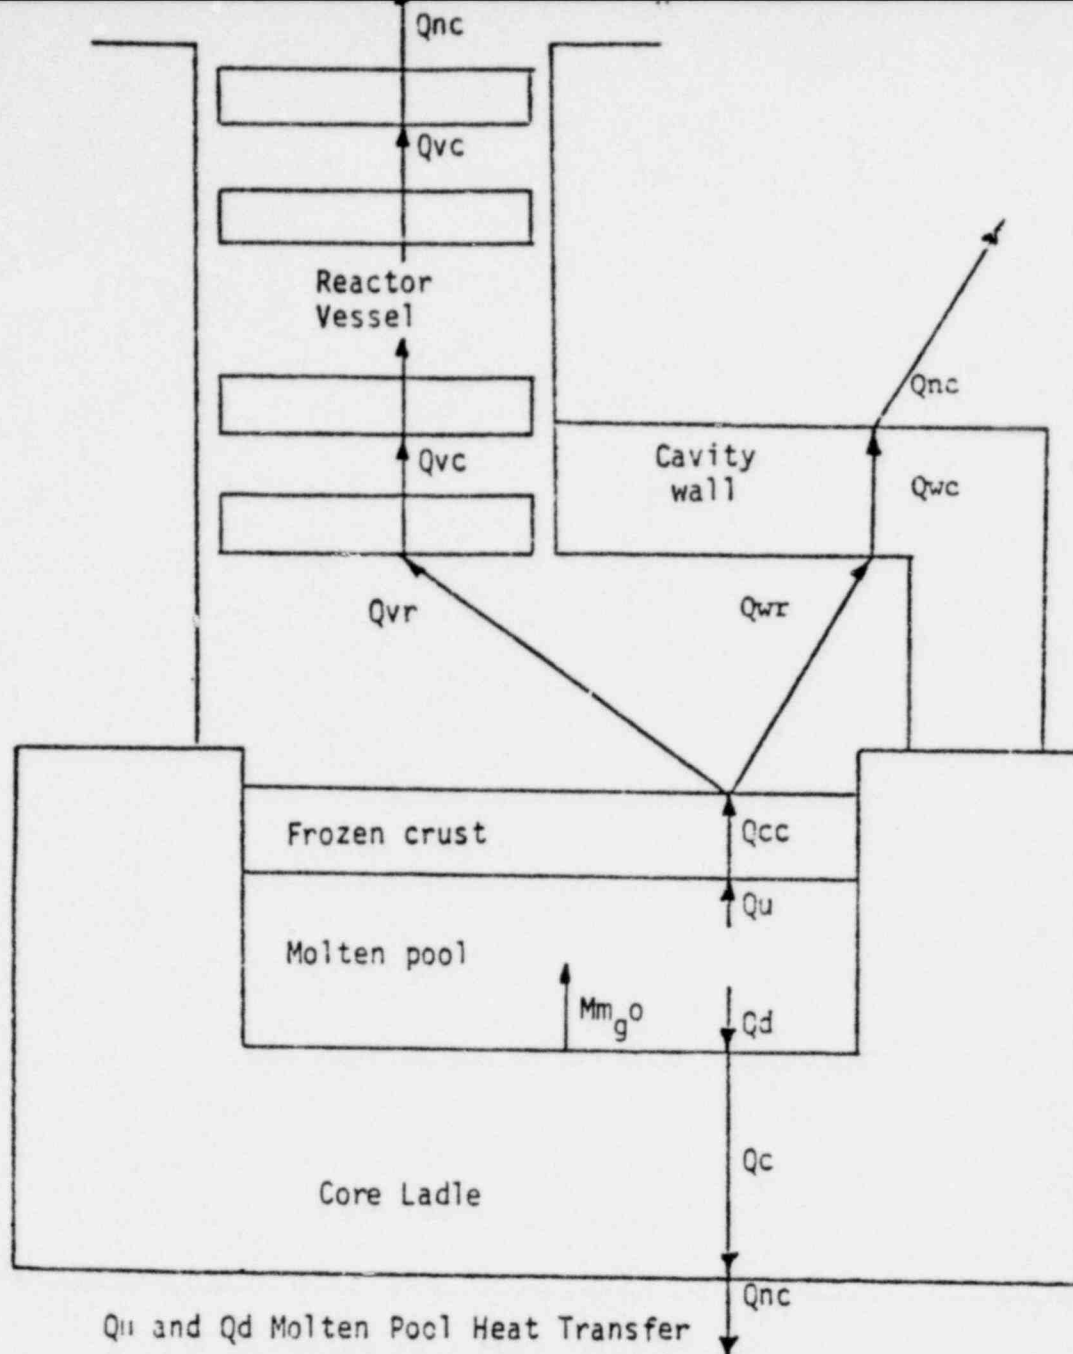 Qnc
Qvc
Reactor
Vessel
Qvc
Qnc
Cavity
wall
Qwc
Qvr
Qwr
Frozen crust
Qcc
Qu
Molten pool
Mmgo
Qd
Qc
Core Ladle
Qnc
Qu and Qd Molten Pool Heat Transfer